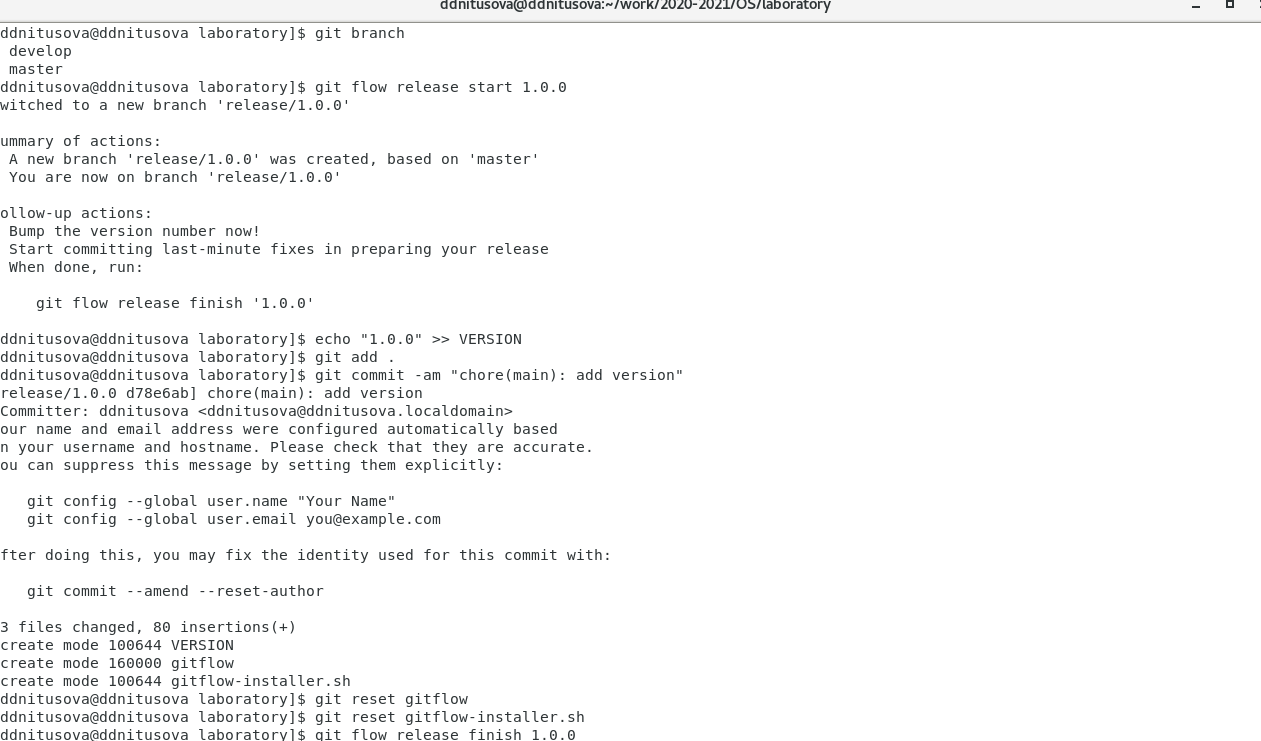 ddnitusova@ddnitusova:~/work/2020-2021/OS/laboratory
ddnitusova@ddnitusova laboratory]$ git branch
develop
master
ddnitusova@ddnitusova laboratory]$ git flow release start 1.0.0
witched to a new branch 'release/1.0.0'
ummary of actions:
A new branch 'release/1.0.0' was created, based on 'master'
You are now on branch 'release/1.0.0'
ollow-up actions:
Bump the version number now!
Start committing last-minute fixes in preparing your release
When done, run:
git flow release finish '1.0.0'
ddnitusova@ddnitusova laboratory]$ echo "1.0.0" >> VERSION
ddnitusova@ddnitusova laboratory]$ git add .
ddnitusova@ddnitusova laboratory]$ git commit -am "chore(main): add version"
release/1.0.0 d78e6ab] chore(main): add version
Committer: ddnitusova <ddnitusova@ddnitusova.localdomain>
our name and email address were configured automatically based
n your username and hostname. Please check that they are accurate.
ou can suppress this message by setting them explicitly:
git config --global user.name "Your Name"
git config --global user.email you@example.com
fter doing this, you may fix the identity used for this commit with:
git commit --amend --reset-author
3 files changed, 80 insertions(+)
create mode 100644 VERSION
create mode 160000 gitflow
create mode 100644 gitflow-installer.sh
ddnitusova@ddnitusova laboratory]$ git reset gitflow
ddnitusova@ddnitusova laboratory]$ git reset gitflow-installer.sh
ddnitusova@ddnitusova laboratory]$ git flow release finish 1.0.0